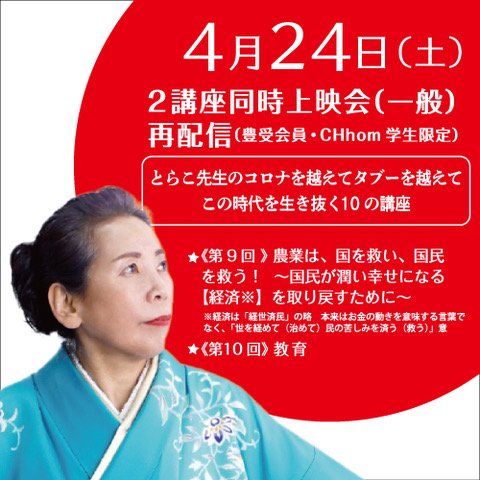 4月24日（土）
2講座同時上映会（一般）
再配信（豊受会員・CHhom 学生限定）
とらこ先生のコロナを越えてタブーを越えて
この時代を生き抜く10の講座
★《第9回》農業は、国を救い、国民
を救う！ ～国民が潤い幸せになる
【経済※】を取り戻すために～
※経済は「経世済民」の略 本来はお金の動きを意味する言葉で
なく、「世を経めて（治めて）民の苦しみを済う（救う）」意
★《第10回》教育